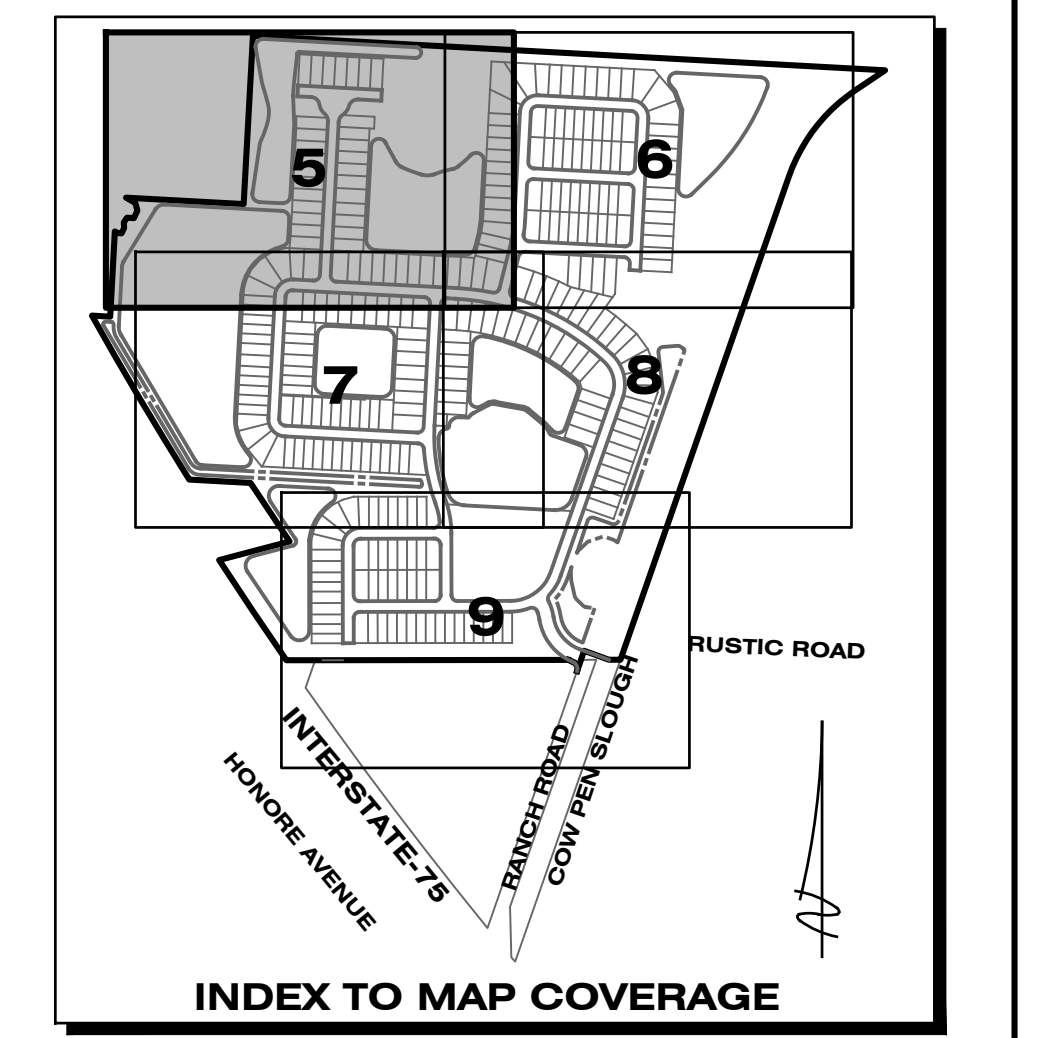 5
6
7
8
9
RUSTIC ROAD
INTERSTATE-75
HONORE AVENUE
RANCH ROAD
COW PEN SLOUGH
N
INDEX TO MAP COVERAGE